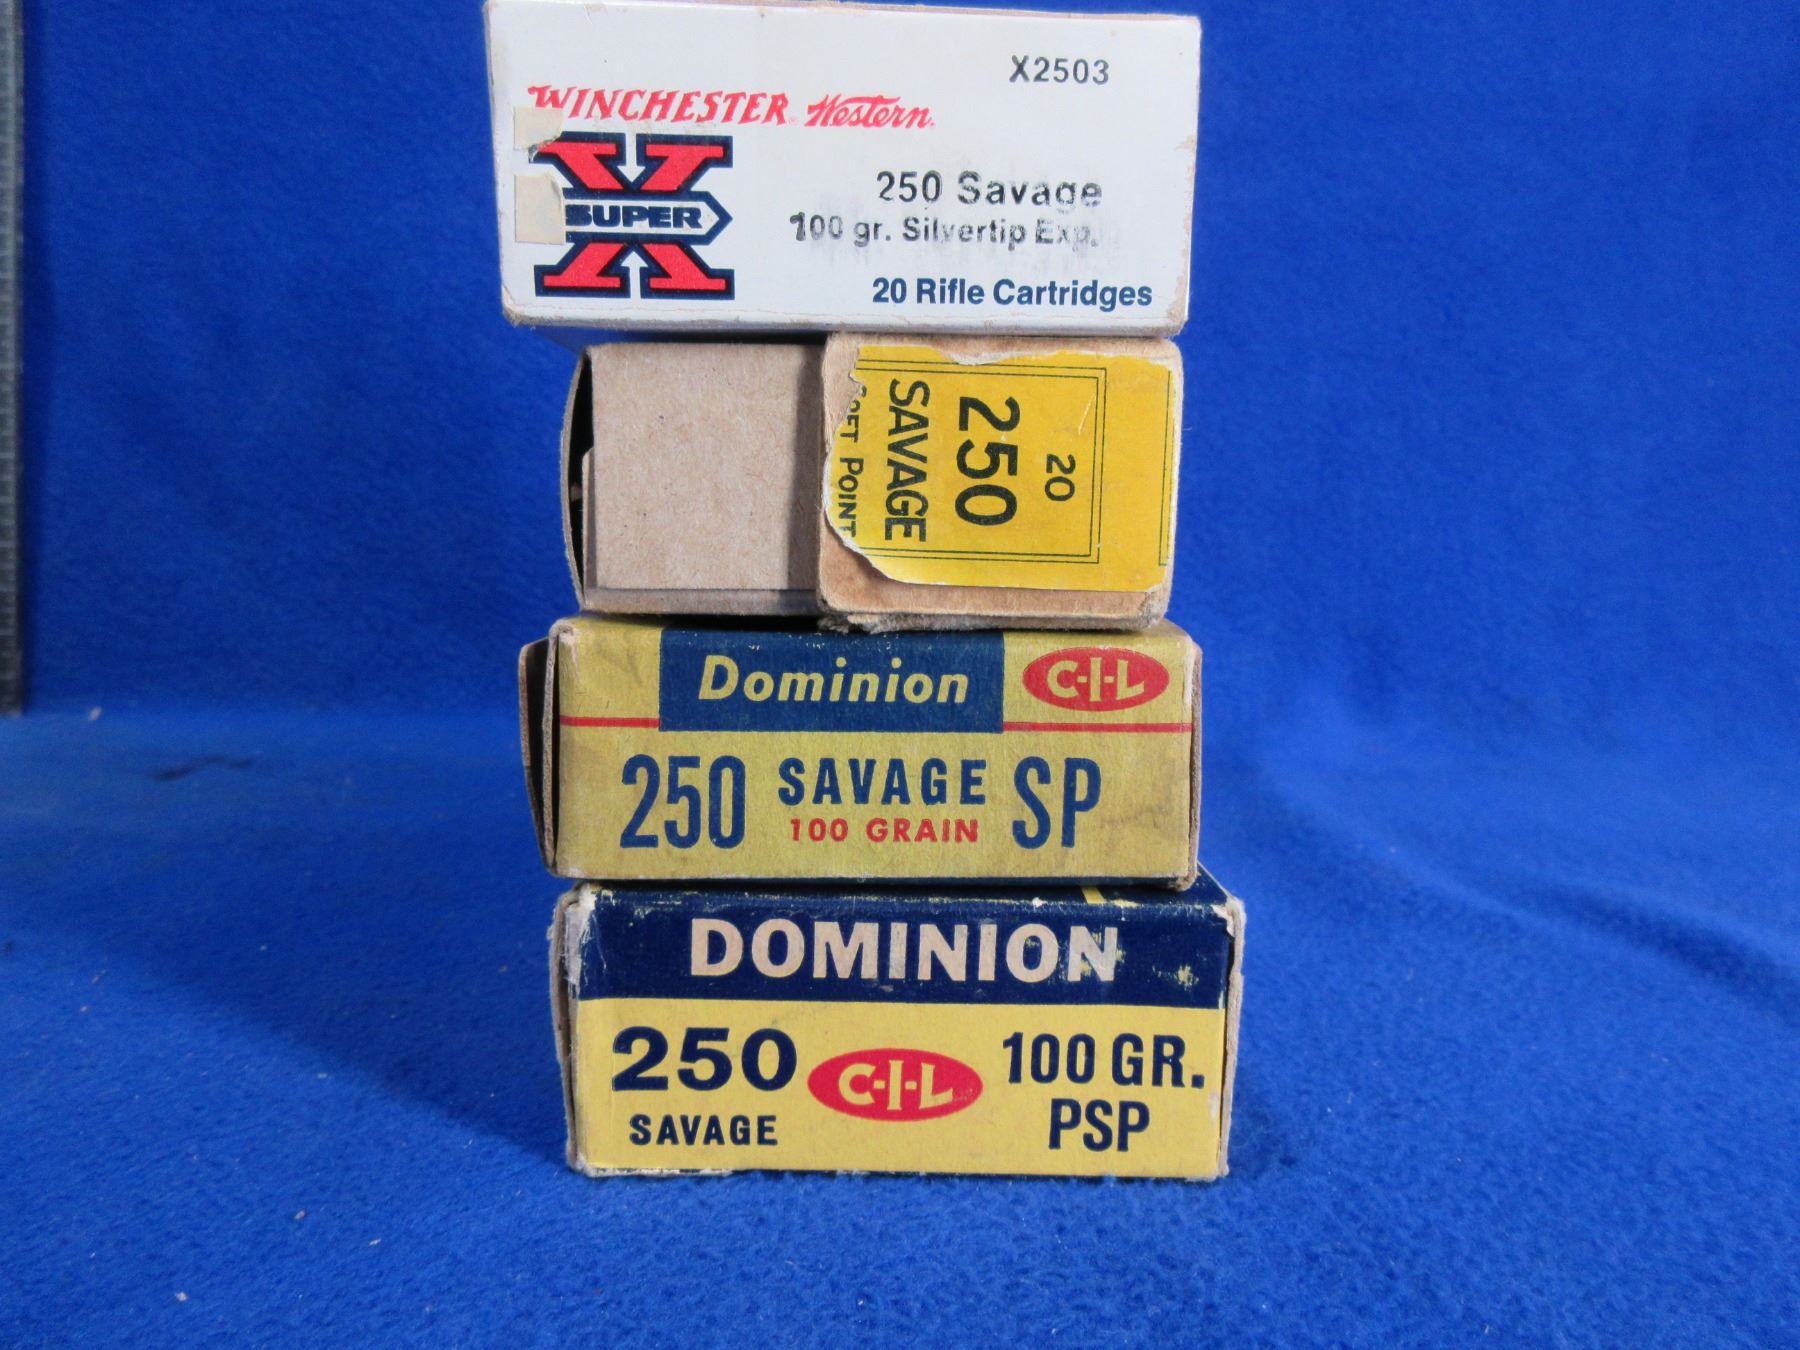 X2503
WINCHESTER Western
SUPER X
250 Savage
100 gr. Silvertip Exp.
20 Rifle Cartridges
20
250
SAVAGE
SOFT POINT
Dominion C-I-L
250 SAVAGE SP
100 GRAIN
DOMINION
250 C-I-L 100 GR.
SAVAGE PSP